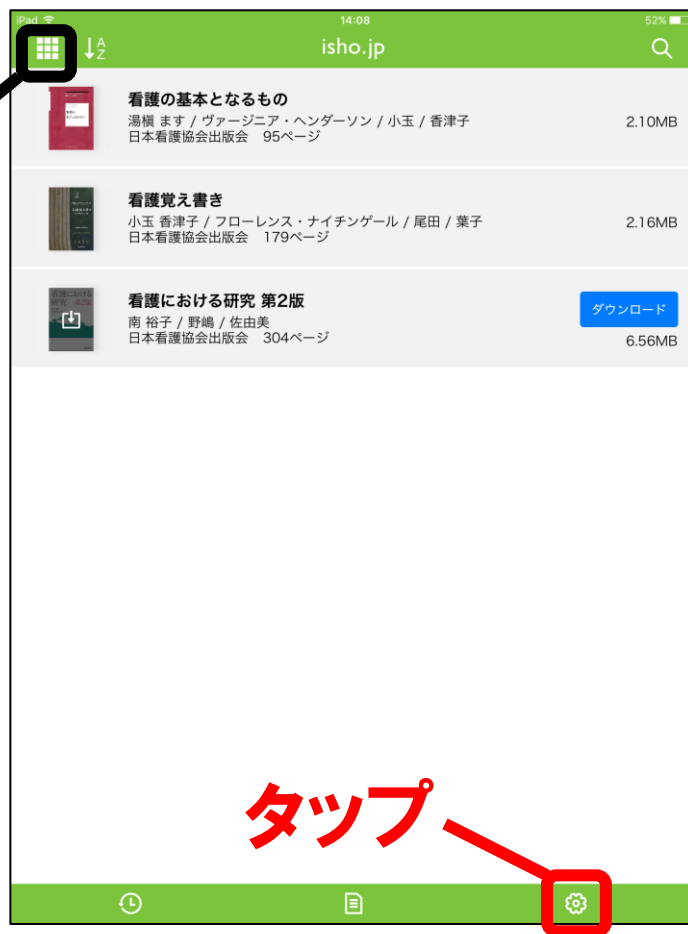 iPad
14:08
52%
A
Z
isho.jp
看護の基本となるもの
湯槇 ます / ヴァージニア・ヘンダーソン / 小玉 / 香津子
日本看護協会出版会 95ページ
2.10MB
看護覚え書き
小玉 香津子 / フローレンス・ナイチンゲール / 尾田 / 葉子
日本看護協会出版会 179ページ
2.16MB
看護における研究 第2版
南 裕子 / 野嶋 / 佐由美
日本看護協会出版会 304ページ
ダウンロード
6.56MB
タップ